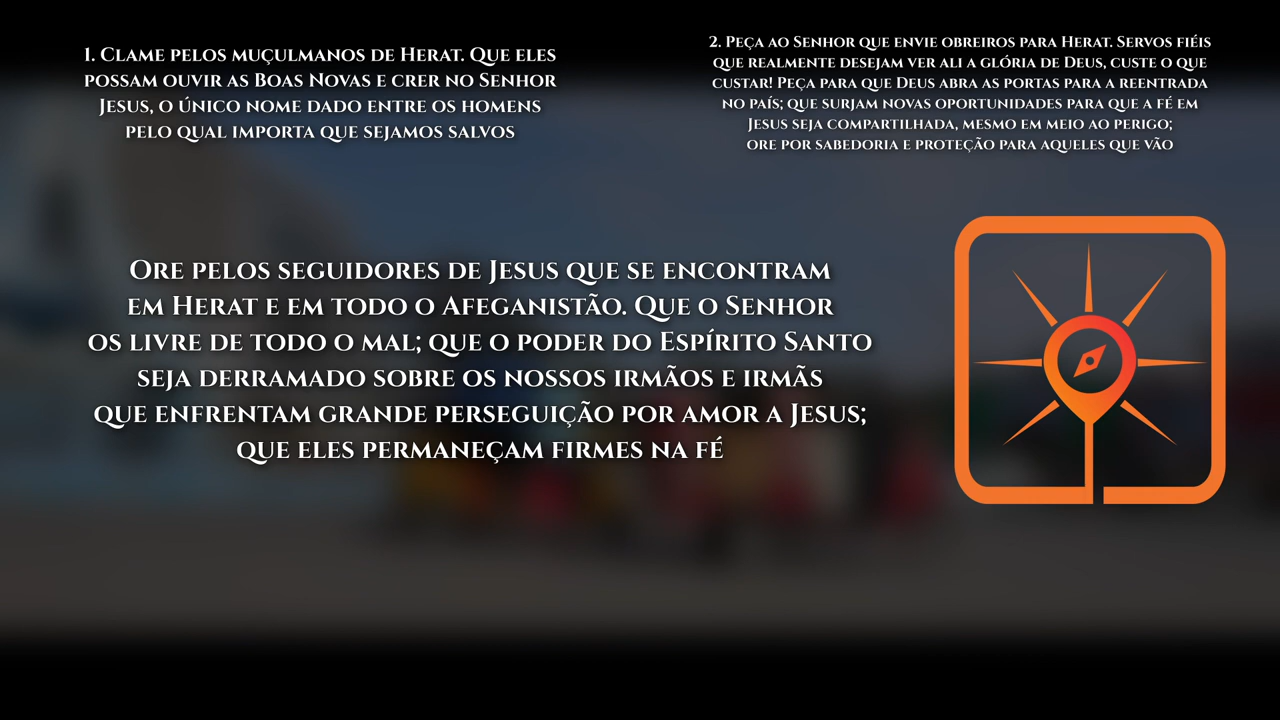 1. Clame pelos muçulmanos de Herat. Que eles
possam ouvir as Boas Novas e crer no Senhor
Jesus, o único nome dado entre os homens
pelo qual importa que sejamos salvos
2. Peça ao Senhor que envie obreiros para Herat. Servos fiéis
que realmente desejam ver ali a glória de Deus, custe o que
custar! Peça para que Deus abra as portas para a reentrada
no país; que surjam novas oportunidades para que a fé em
Jesus seja compartilhada, mesmo em meio ao perigo;
ore por sabedoria e proteção para aqueles que vão
Ore pelos seguidores de Jesus que se encontram
em Herat e em todo o Afeganistão. Que o Senhor
os livre de todo o mal; que o poder do Espírito Santo
seja derramado sobre os nossos irmãos e irmãs
que enfrentam grande perseguição por amor a Jesus;
que eles permaneçam firmes na fé